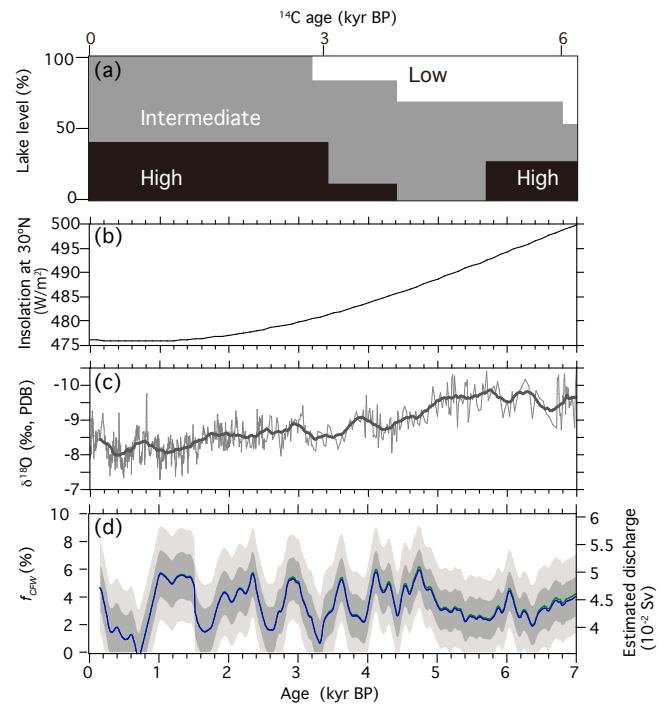 ¹⁴C age (kyr BP)
0 3 6
(a)
Lake level (%)
100
50
0
Low
Intermediate
High
High
(b)
Insolation at 30°N
(W/m²)
500
495
490
485
480
475
(c)
δ¹⁸O (‰, PDB)
-10
-9
-8
-7
(d)
fCFW (%)
10
8
6
4
2
0
6
5.5
5
4.5
4
Estimated discharge
(10⁻² Sv)
0 1 2 3 4 5 6 7
Age (kyr BP)